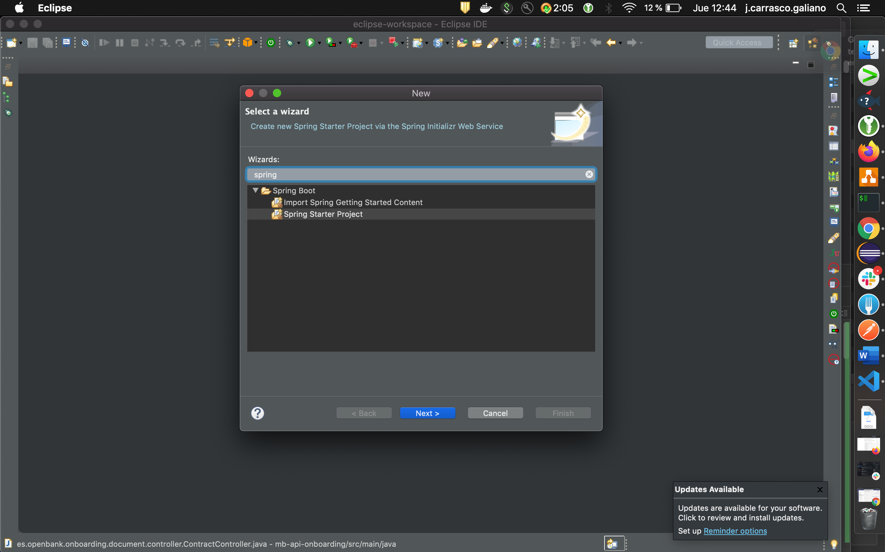 Eclipse
2:05
12 %
Jue 12:44
j.carrasco.galiano
eclipse-workspace - Eclipse IDE
Quick Access
New
Select a wizard
Create new Spring Starter Project via the Spring Initializr Web Service
Wizards:
spring
Spring Boot
Import Spring Getting Started Content
Spring Starter Project
?
< Back
Next >
Cancel
Finish
Updates Available
x
Updates are available for your software.
Click to review and install updates.
Set up Reminder options
es.openbank.onboarding.document.controller.ContractController.java - mb-api-onboarding/src/main/java